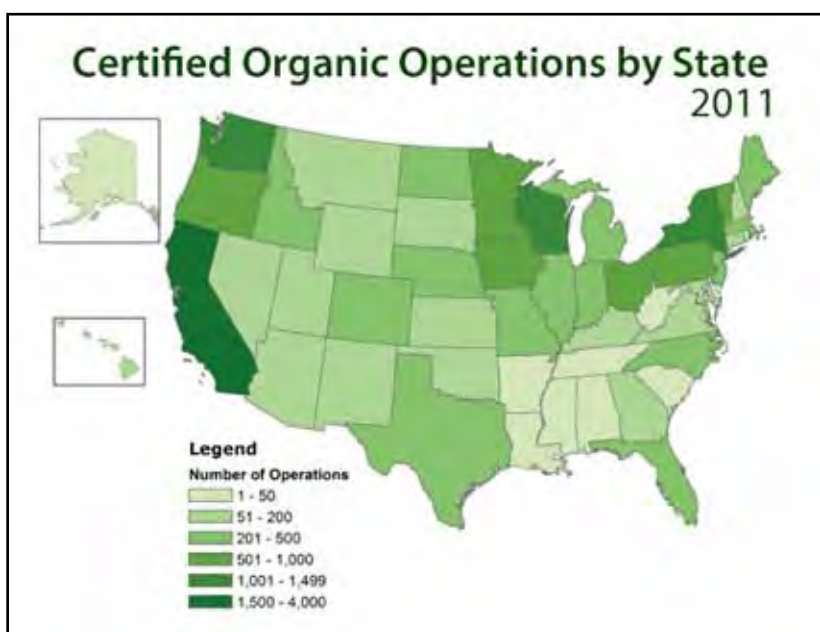 Certified Organic Operations by State
2011
Legend
Number of Operations
1 - 50
51 - 200
201 - 500
501 - 1,000
1,001 - 1,499
1,500 - 4,000